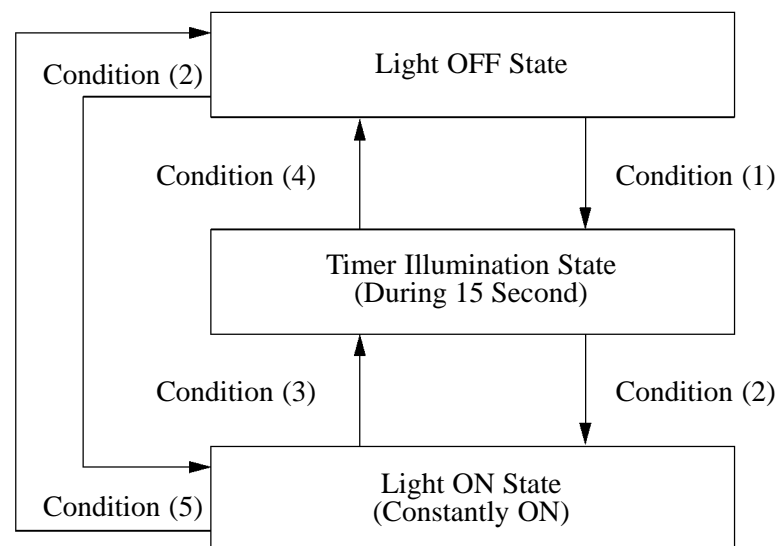 Light OFF State
Condition (2)
Condition (4)
Condition (1)
Timer Illumination State
(During 15 Second)
Condition (3)
Condition (2)
Light ON State
(Constantly ON)
Condition (5)